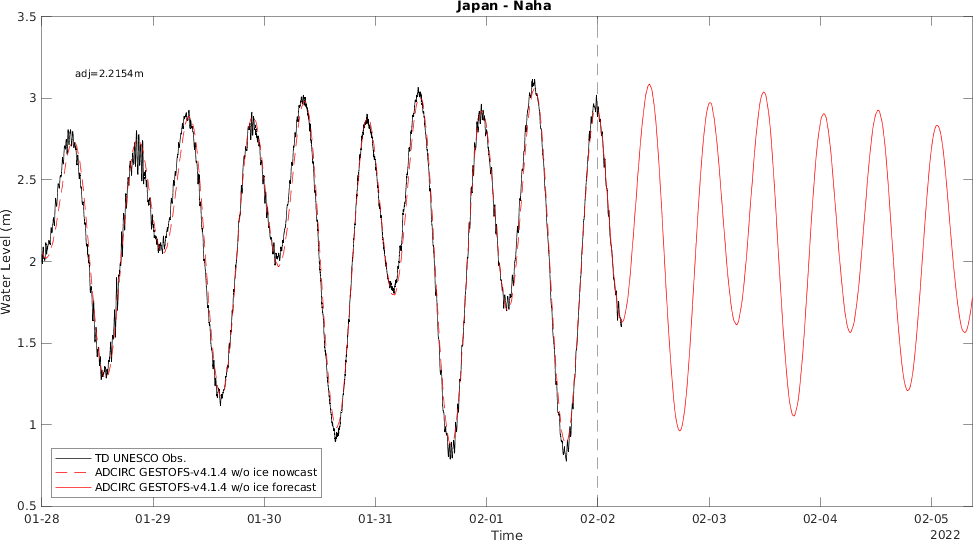 Japan - Naha
3.5
3
2.5
2
1.5
1
0.5
Water Level (m)
adj=2.2154m
TD UNESCO Obs.
ADCIRC GESTOFS-v4.1.4 w/o ice nowcast
ADCIRC GESTOFS-v4.1.4 w/o ice forecast
01-28 01-29 01-30 01-31 02-01 02-02 02-03 02-04 02-05
Time
2022